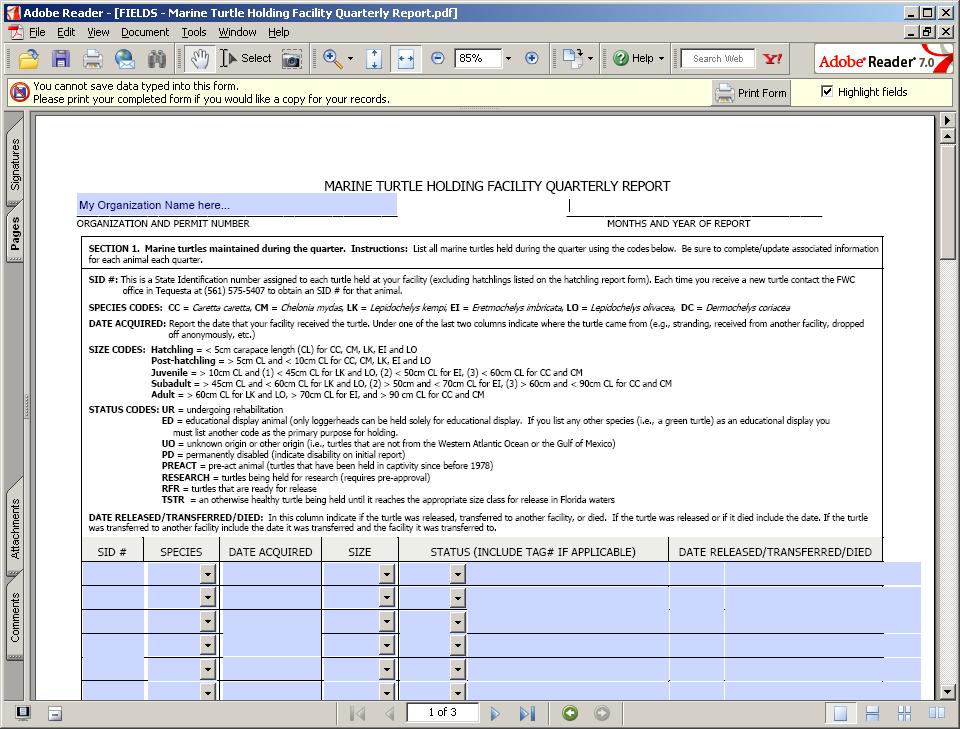 Adobe Reader - [FIELDS - Marine Turtle Holding Facility Quarterly Report.pdf]
File Edit View Document Tools Window Help
Select 85% Help Search Web Y! Adobe® Reader® 7.0
You cannot save data typed into this form.
Please print your completed form if you would like a copy for your records.
Print Form
Highlight fields
Signatures
Pages
Attachments
Comments
MARINE TURTLE HOLDING FACILITY QUARTERLY REPORT
My Organization Name here...
ORGANIZATION AND PERMIT NUMBER MONTHS AND YEAR OF REPORT
SECTION 1. Marine turtles maintained during the quarter. Instructions: List all marine turtles held during the quarter using the codes below. Be sure to complete/update associated information
for each animal each quarter.
SID #: This is a State Identification number assigned to each turtle held at your facility (excluding hatchlings listed on the hatchling report form). Each time you receive a new turtle contact the FWC
office in Tequesta at (561) 575-5407 to obtain an SID # for that animal.
SPECIES CODES: CC = Caretta caretta, CM = Chelonia mydas, LK = Lepidochelys kempi, EI = Eretmochelys imbricata, LO = Lepidochelys olivacea, DC = Dermochelys coriacea
DATE ACQUIRED: Report the date that your facility received the turtle. Under one of the last two columns indicate where the turtle came from (e.g., stranding, received from another facility, dropped
off anonymously, etc.)
SIZE CODES: Hatchling = < 5cm carapace length (CL) for CC, CM, LK, EI and LO
Post-hatchling = > 5cm CL and < 10cm CL for CC, CM, LK, EI and LO
Juvenile = > 10cm CL and (1) < 45cm CL for LK and LO, (2) < 50cm CL for EI, (3) < 60cm CL for CC and CM
Subadult = > 45cm CL and < 60cm CL for LK and LO, (2) > 50cm and < 70cm CL for EI, (3) > 60cm and < 90cm CL for CC and CM
Adult = > 60cm CL for LK and LO, > 70cm CL for EI, and > 90 cm CL for CC and CM
STATUS CODES: UR = undergoing rehabilitation
ED = educational display animal (only loggerheads can be held solely for educational display. If you list any other species (i.e., a green turtle) as an educational display you
must list another code as the primary purpose for holding.
UO = unknown origin or other origin (i.e., turtles that are not from the Western Atlantic Ocean or the Gulf of Mexico)
PD = permanently disabled (indicate disability on initial report)
PREACT = pre-act animal (turtles that have been held in captivity since before 1978)
RESEARCH = turtles being held for research (requires pre-approval)
RFR = turtles that are ready for release
TSTR = an otherwise healthy turtle being held until it reaches the appropriate size class for release in Florida waters
DATE RELEASED/TRANSFERRED/DIED: In this column indicate if the turtle was released, transferred to another facility, or died. If the turtle was released or if it died include the date. If the turtle
was transferred to another facility include the date it was transferred and the facility it was transferred to.
SID # SPECIES DATE ACQUIRED SIZE STATUS (INCLUDE TAG# IF APPLICABLE) DATE RELEASED/TRANSFERRED/DIED
1 of 3